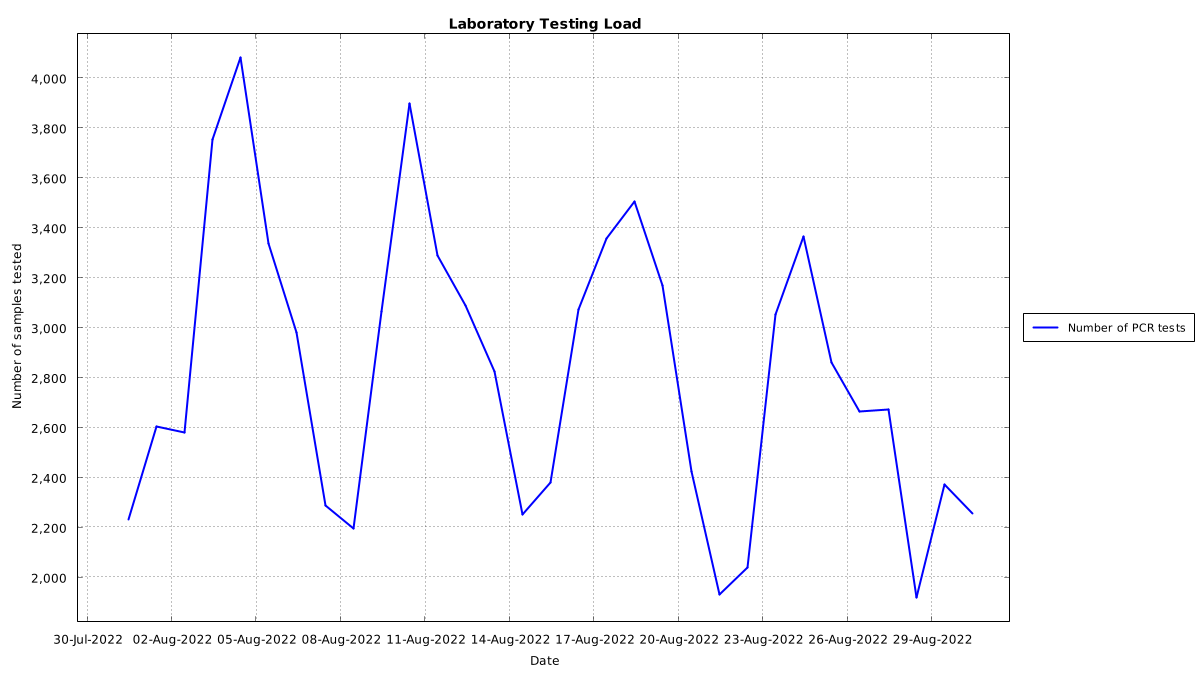 Laboratory Testing Load
4,000
3,800
3,600
3,400
3,200
3,000
2,800
2,600
2,400
2,200
2,000
Number of samples tested
30-Jul-2022 02-Aug-2022 05-Aug-2022 08-Aug-2022 11-Aug-2022 14-Aug-2022 17-Aug-2022 20-Aug-2022 23-Aug-2022 26-Aug-2022 29-Aug-2022
Date
Number of PCR tests